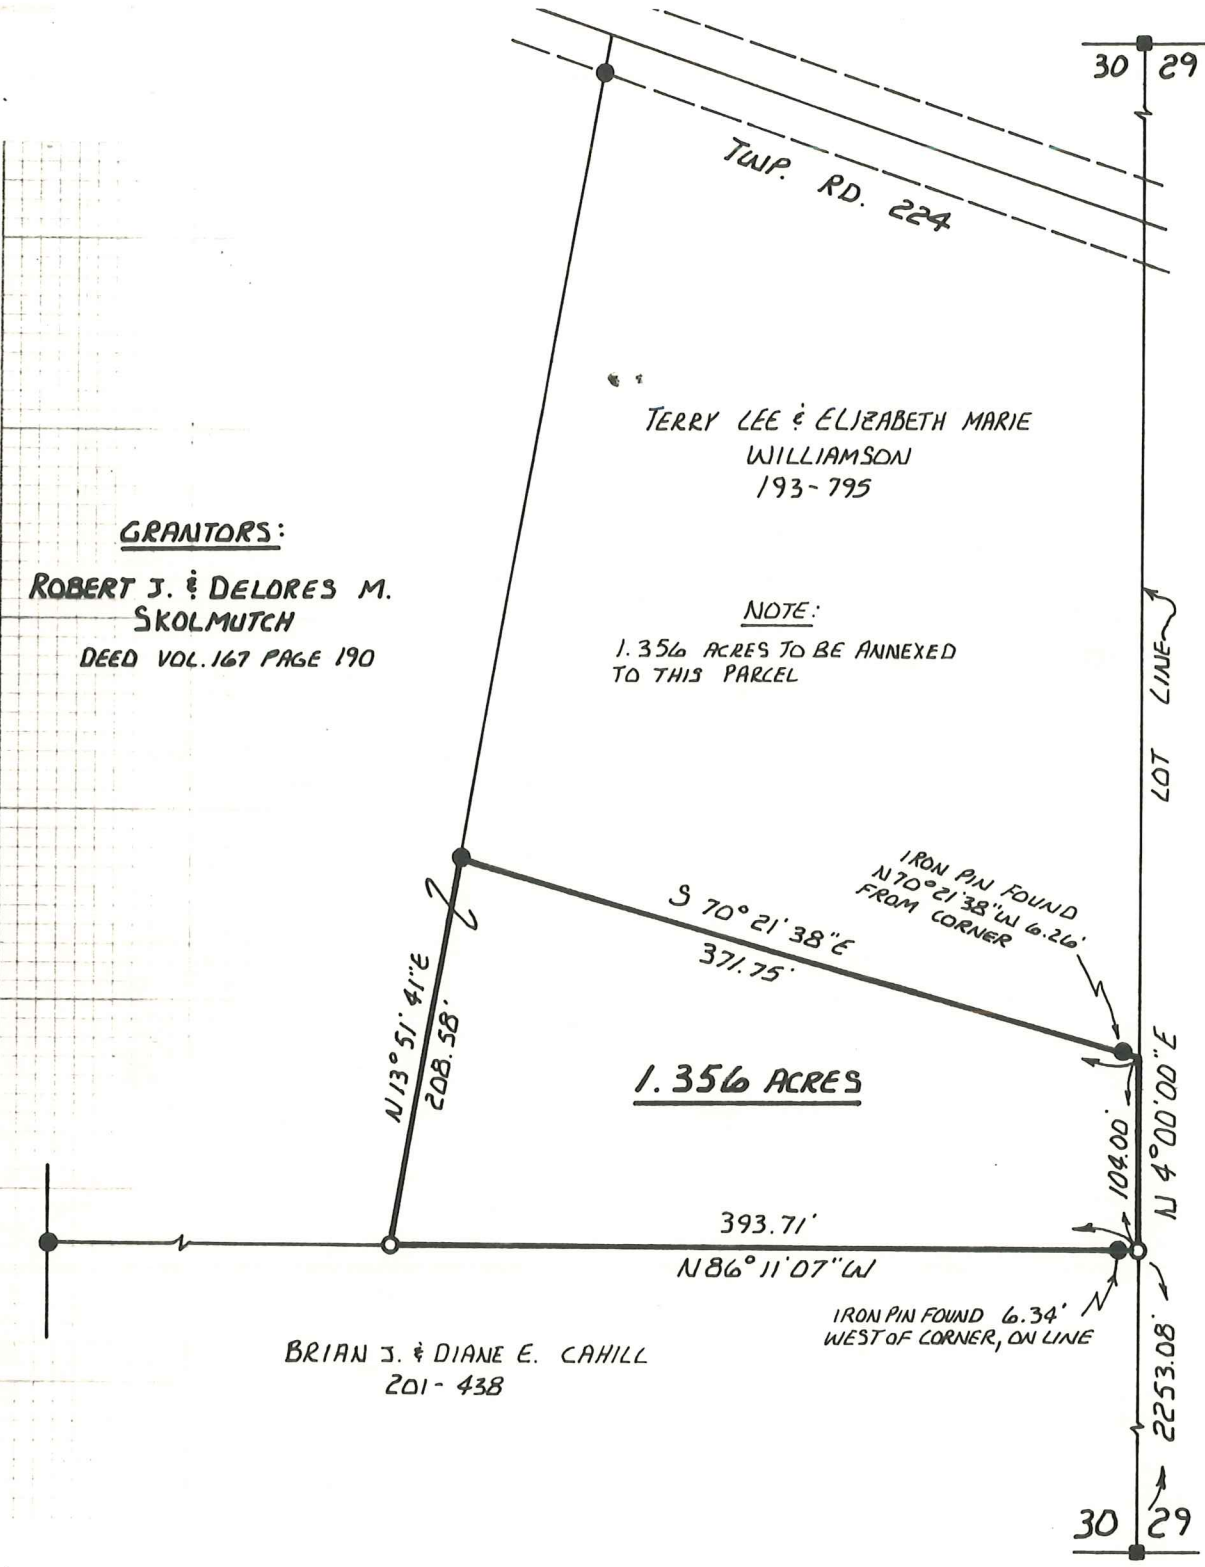 30 29
TWP. RD. 224
TERRY LEE & ELIZABETH MARIE
WILLIAMSON
193-795
GRANTORS:
ROBERT J. & DELORES M.
SKOLMUTCH
DEED VOL. 167 PAGE 190
NOTE:
1.356 ACRES TO BE ANNEXED
TO THIS PARCEL
LOT LINE
IRON PIN FOUND
N70°21'38"W 6.26'
FROM CORNER
S 70°21'38"E
371.75'
N13°51'41"E
208.58'
1.356 ACRES
104.00'
N 4°00'00"E
393.71'
N86°11'07"W
IRON PIN FOUND 6.34'
WEST OF CORNER, ON LINE
BRIAN J. & DIANE E. CAHILL
201-438
2253.08'
30 29